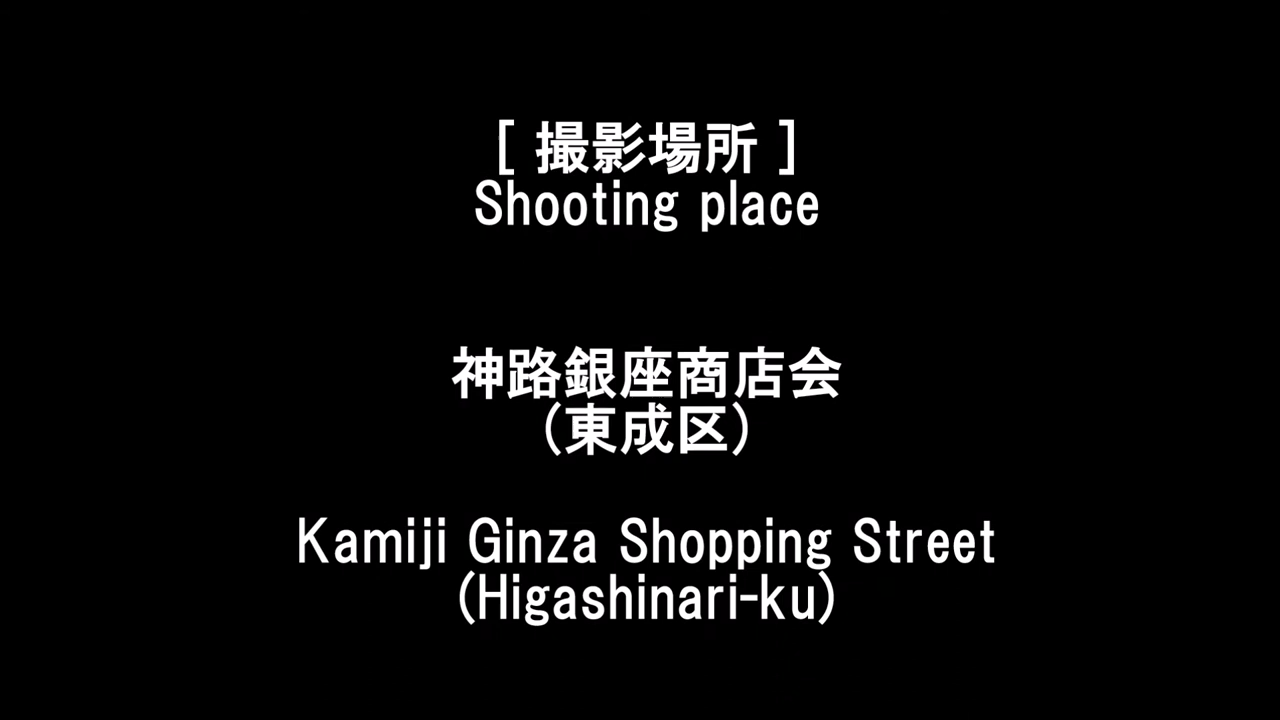 [ 撮影場所 ]
Shooting place
神路銀座商店会
(東成区)
Kamiji Ginza Shopping Street
(Higashinari-ku)